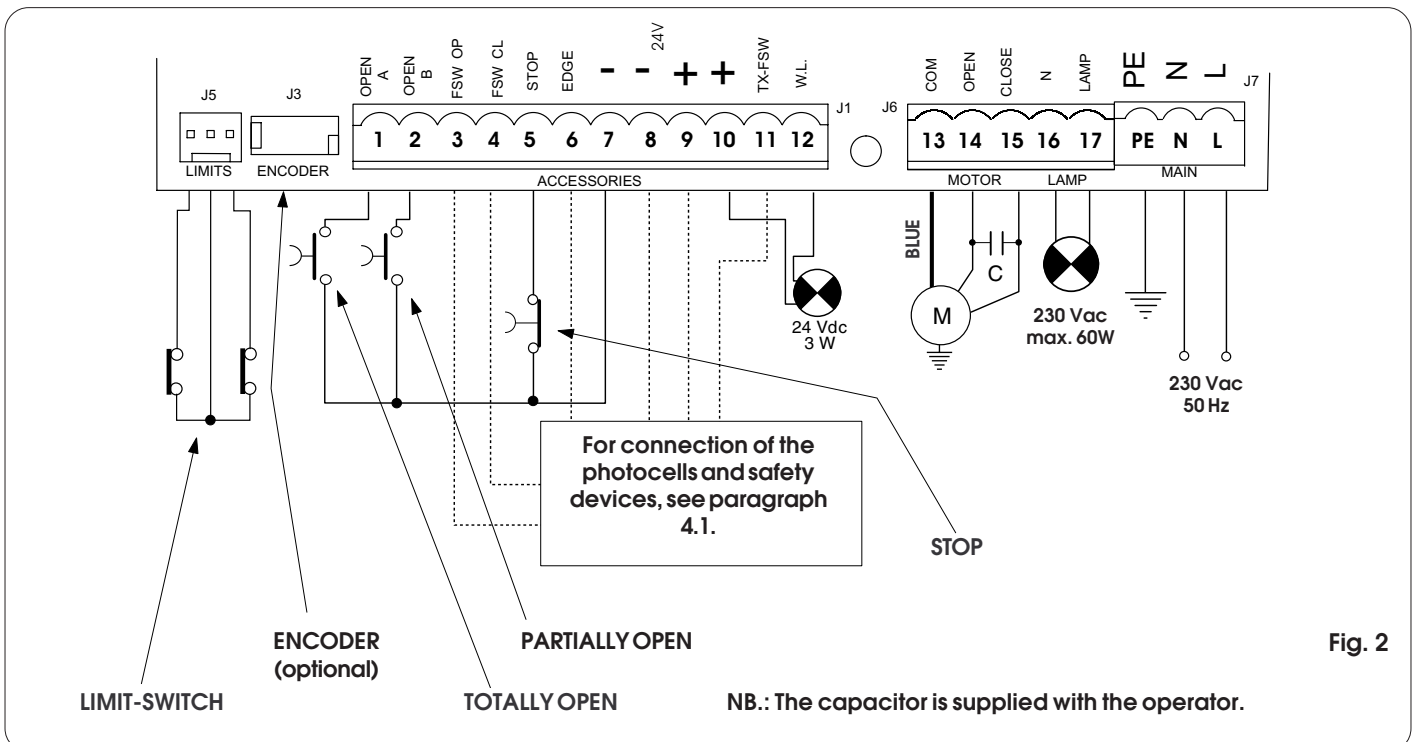 J5
J3
OPEN A
OPEN B
FSW OP
FSW CL
STOP
EDGE
-
-
24V
+
+
TX-FSW
W.L.
J1
J6
COM
OPEN
CLOSE
N
LAMP
PE
N
L
J7
1 2 3 4 5 6 7 8 9 10 11 12
13 14 15 16 17 PE N L
LIMITS
ENCODER
ACCESSORIES
MOTOR
LAMP
MAIN
BLUE
C
M
24 Vdc
3 W
230 Vac
max. 60W
230 Vac
50 Hz
For connection of the
photocells and safety
devices, see paragraph
4.1.
STOP
ENCODER
(optional)
PARTIALLY OPEN
Fig. 2
LIMIT-SWITCH
TOTALLY OPEN
NB.: The capacitor is supplied with the operator.